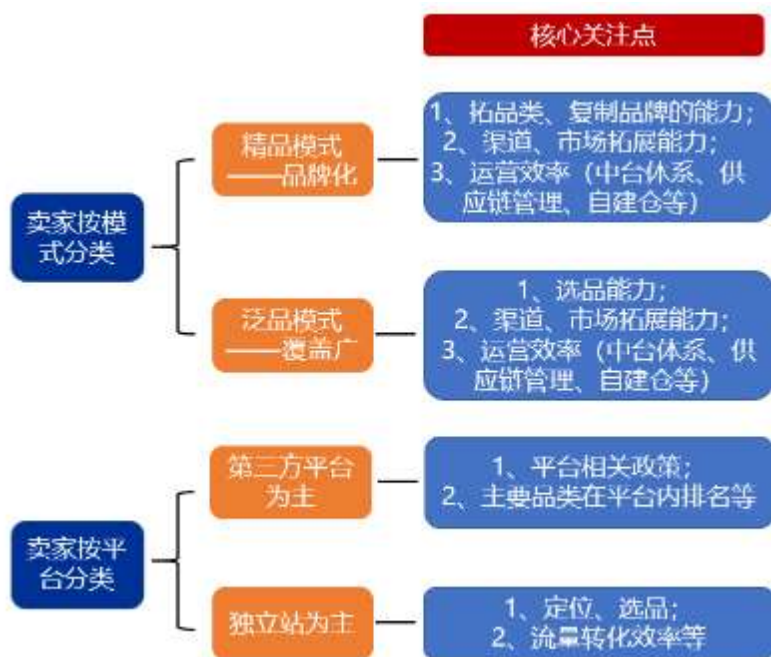 核心关注点
卖家按模
式分类
精品模式
——品牌化
1、拓品类、复制品牌的能力;
2、渠道、市场拓展能力;
3、运营效率（中台体系、供
应链管理、自建仓等）
泛品模式
——覆盖广
1、选品能力;
2、渠道、市场拓展能力;
3、运营效率（中台体系、供
应链管理、自建仓等）
卖家按平
台分类
第三方平台
为主
1、平台相关政策;
2、主要品类在平台内排名等
独立站为主
1、定位、选品;
2、流量转化效率等